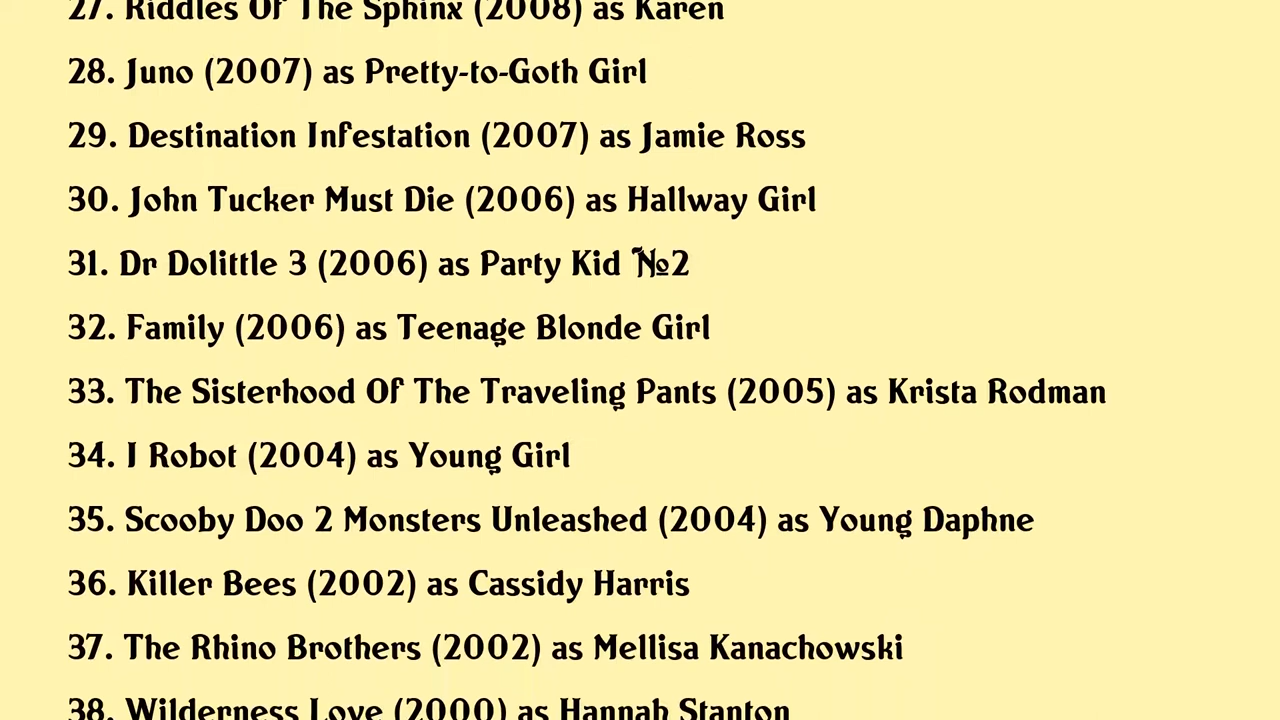 27. Riddles Of The Sphinx (2008) as Karen
28. Juno (2007) as Pretty-to-Goth Girl
29. Destination Infestation (2007) as Jamie Ross
30. John Tucker Must Die (2006) as Hallway Girl
31. Dr Dolittle 3 (2006) as Party Kid №2
32. Family (2006) as Teenage Blonde Girl
33. The Sisterhood Of The Traveling Pants (2005) as Krista Rodman
34. I Robot (2004) as Young Girl
35. Scooby Doo 2 Monsters Unleashed (2004) as Young Daphne
36. Killer Bees (2002) as Cassidy Harris
37. The Rhino Brothers (2002) as Mellisa Kanachowski
38. Wilderness Love (2000) as Hannah Stanton